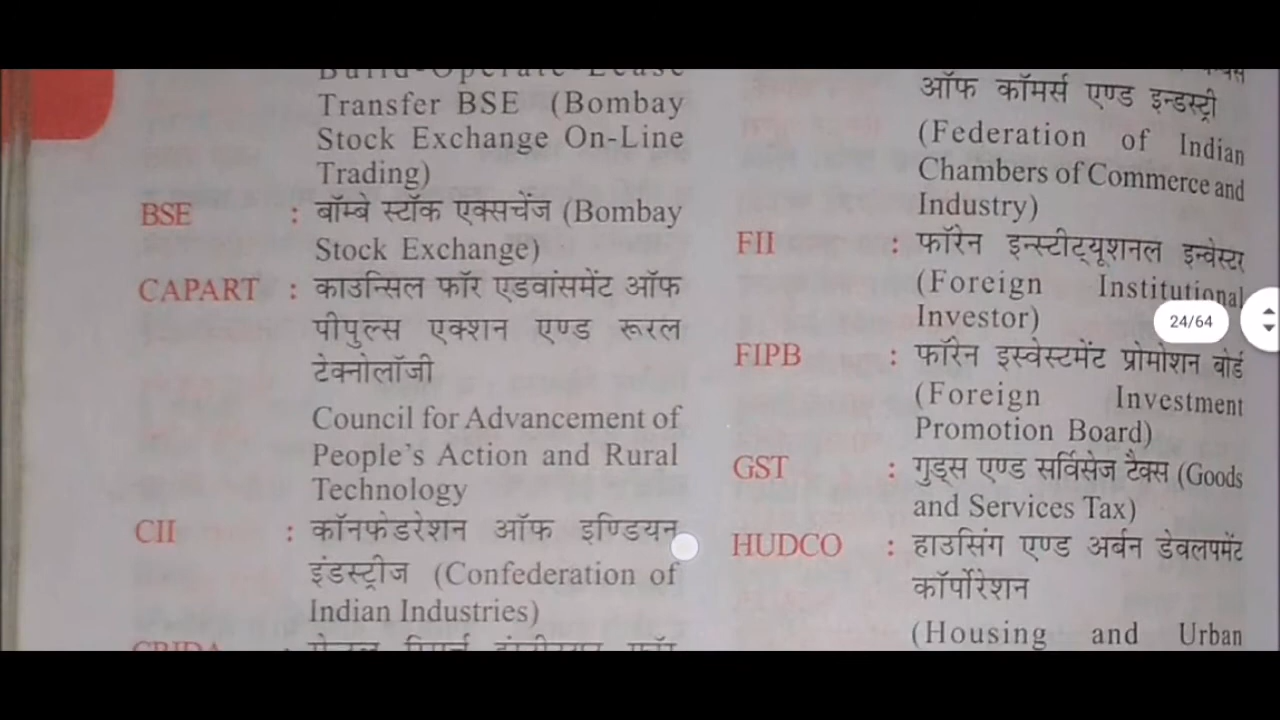 Build-Operate-Lease
Transfer BSE (Bombay
Stock Exchange On-Line
Trading)
BSE : बॉम्बे स्टॉक एक्सचेंज (Bombay
Stock Exchange)
CAPART : काउन्सिल फॉर एडवांसमेंट ऑफ
पीपुल्स एक्शन एण्ड रूरल
टेक्नोलॉजी
Council for Advancement of
People's Action and Rural
Technology
CII : कॉनफेडरेशन ऑफ इण्डियन
इंडस्ट्रीज (Confederation of
Indian Industries)
ऑफ कॉमर्स एण्ड इन्डस्ट्री
(Federation of Indian
Chambers of Commerce and
Industry)
FII : फॉरेन इन्स्टीट्यूशनल इन्वेस्टर
(Foreign Institutional
Investor)
FIPB : फॉरेन इस्वेस्टमेंट प्रोमोशन बोर्ड
(Foreign Investment
Promotion Board)
GST : गुड्स एण्ड सर्विसेज टैक्स (Goods
and Services Tax)
HUDCO : हाउसिंग एण्ड अर्बन डेवलपमेंट
कॉर्पोरेशन
(Housing and Urban
24/64